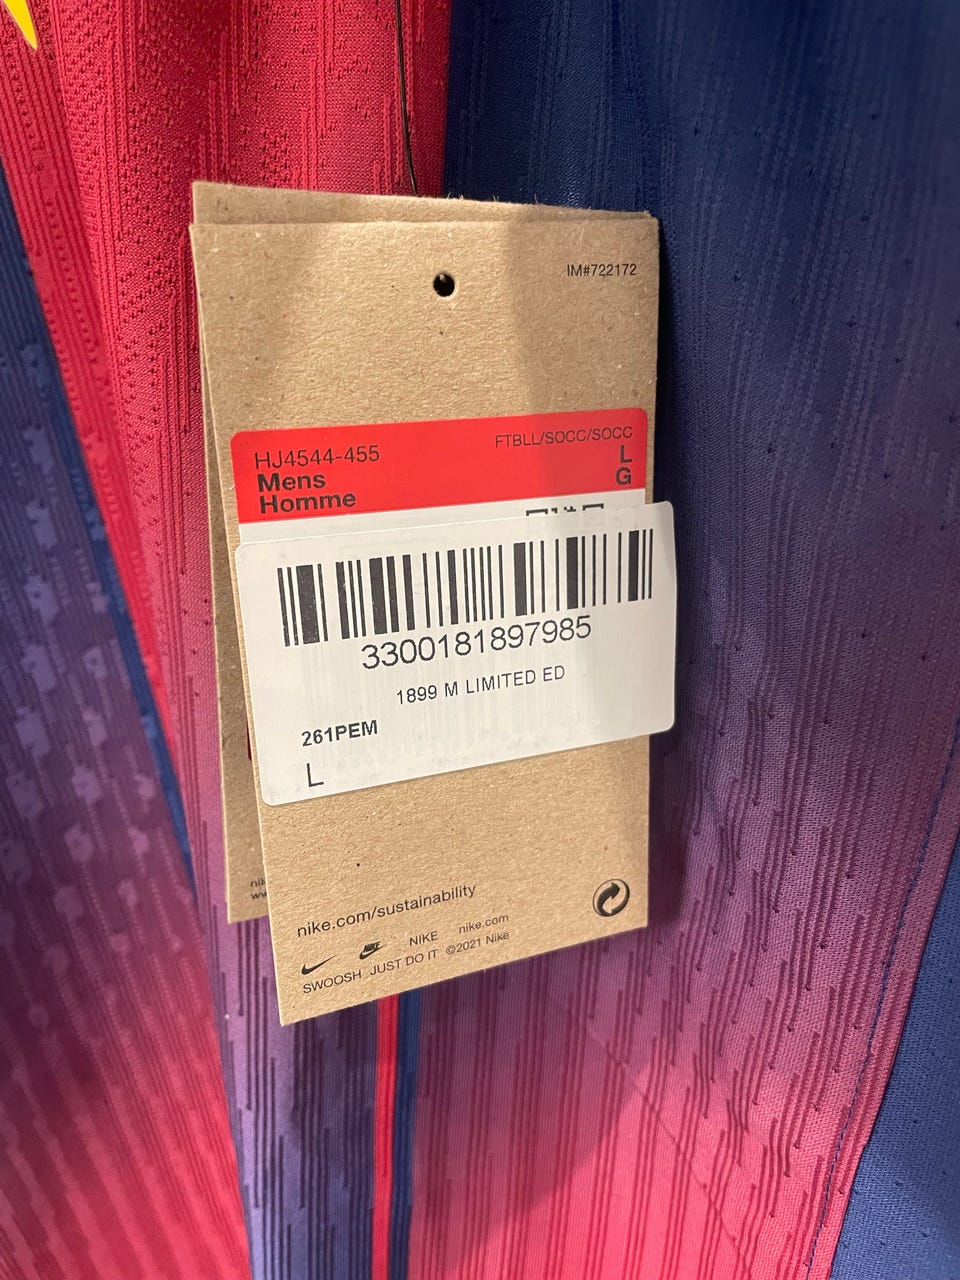 IM#722172
HJ4544-455
FTBLL/SOCC/SOCC
Mens
L
Homme
G
3300181897985
1899 M LIMITED ED
261PEM
L
nike.com/sustainability
NIKE nike.com
SWOOSH JUST DO IT ©2021 Nike